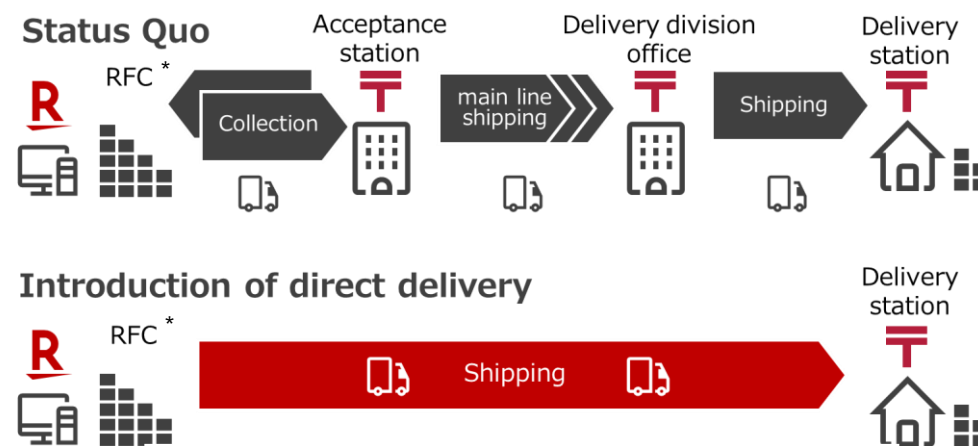 Status Quo
Acceptance
station
Delivery division
office
Delivery
station
R
RFC *
Collection
main line
shipping
Shipping
〒
〒
〒
Introduction of direct delivery
Delivery
station
R
RFC *
Shipping
〒